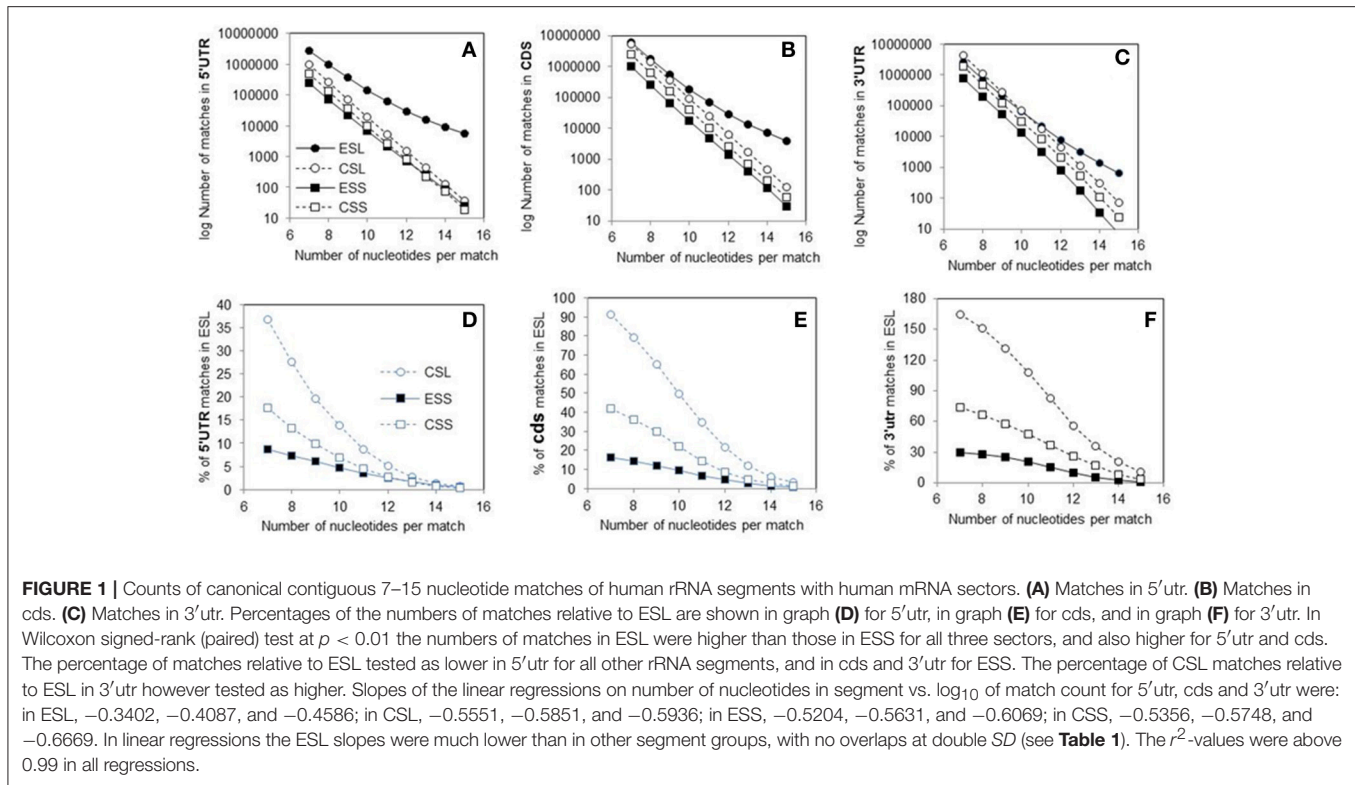 A
log Number of matches in 5'UTR
10000000
1000000
100000
10000
1000
100
10
ESL
CSL
ESS
CSS
6 8 10 12 14 16
Number of nucleotides per match
B
log Number of matches in CDS
10000000
1000000
100000
10000
1000
100
10
6 8 10 12 14 16
Number of nucleotides per match
C
log Number of matches in 3'UTR
10000000
1000000
100000
10000
1000
100
10
6 8 10 12 14 16
Number of nucleotides per match
D
% of 5'UTR matches in ESL
40
35
30
25
20
15
10
5
0
CSL
ESS
CSS
6 8 10 12 14 16
Number of nucleotides per match
E
% of cds matches in ESL
100
90
80
70
60
50
40
30
20
10
0
6 8 10 12 14 16
Number of nucleotides per match
F
% of 3'utr matches in ESL
180
150
120
90
60
30
0
6 8 10 12 14 16
Number of nucleotides per match
FIGURE 1 | Counts of canonical contiguous 7–15 nucleotide matches of human rRNA segments with human mRNA sectors. (A) Matches in 5′utr. (B) Matches in
cds. (C) Matches in 3′utr. Percentages of the numbers of matches relative to ESL are shown in graph (D) for 5′utr, in graph (E) for cds, and in graph (F) for 3′utr. In
Wilcoxon signed-rank (paired) test at p < 0.01 the numbers of matches in ESL were higher than those in ESS for all three sectors, and also higher for 5′utr and cds.
The percentage of matches relative to ESL tested as lower in 5′utr for all other rRNA segments, and in cds and 3′utr for ESS. The percentage of CSL matches relative
to ESL in 3′utr however tested as higher. Slopes of the linear regressions on number of nucleotides in segment vs. log10 of match count for 5′utr, cds and 3′utr were:
in ESL, −0.3402, −0.4087, and −0.4586; in CSL, −0.5551, −0.5851, and −0.5936; in ESS, −0.5204, −0.5631, and −0.6069; in CSS, −0.5356, −0.5748, and
−0.6669. In linear regressions the ESL slopes were much lower than in other segment groups, with no overlaps at double SD (see Table 1). The r²-values were above
0.99 in all regressions.